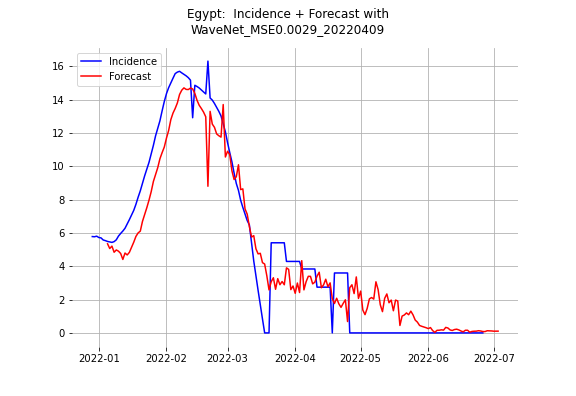 Egypt:  Incidence + Forecast with
WaveNet_MSE0.0029_20220409
Incidence
Forecast
16
14
12
10
8
6
4
2
0
2022-01 2022-02 2022-03 2022-04 2022-05 2022-06 2022-07